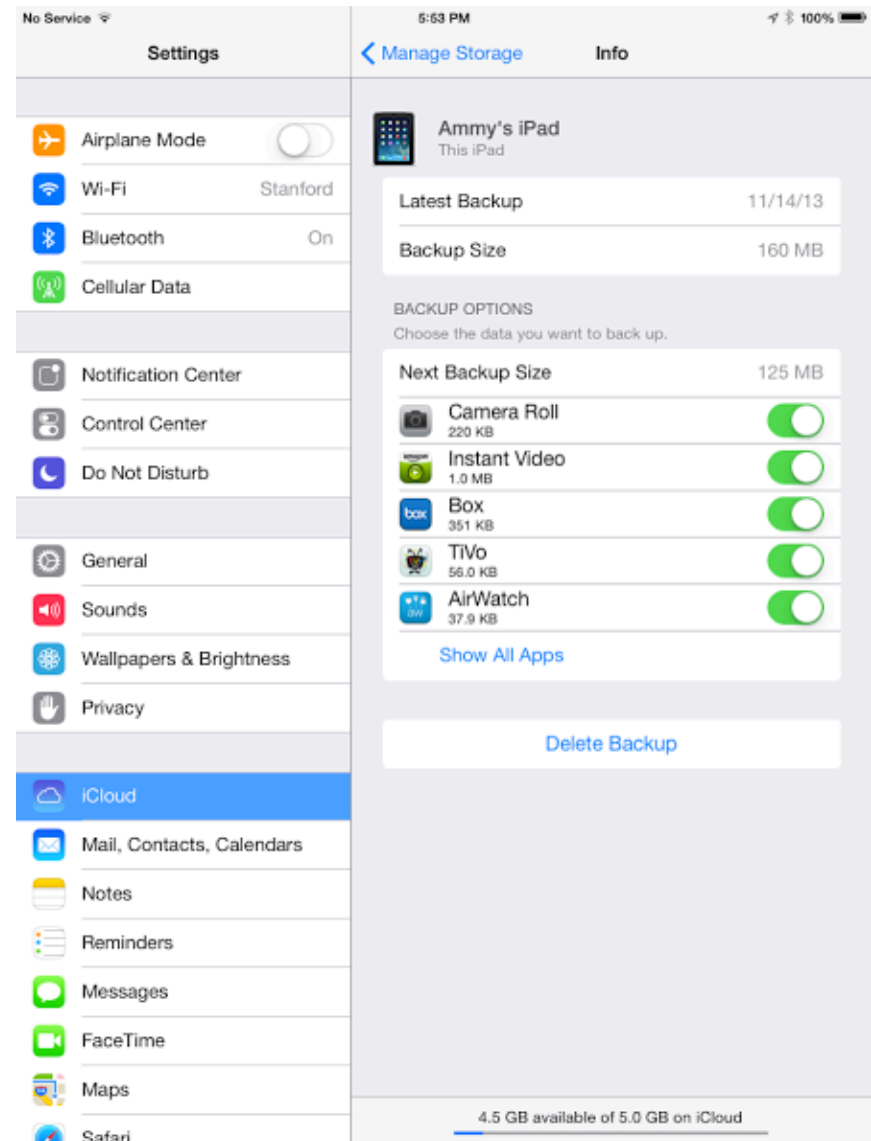 No Service 5:53 PM 100%
Settings
Manage Storage Info
Airplane Mode
Wi-Fi Stanford
Bluetooth On
Cellular Data
Notification Center
Control Center
Do Not Disturb
General
Sounds
Wallpapers & Brightness
Privacy
iCloud
Mail, Contacts, Calendars
Notes
Reminders
Messages
FaceTime
Maps
Safari
Ammy's iPad
This iPad
Latest Backup 11/14/13
Backup Size 160 MB
BACKUP OPTIONS
Choose the data you want to back up.
Next Backup Size 125 MB
Camera Roll
220 KB
Instant Video
1.0 MB
box
Box
351 KB
TiVo
56.0 KB
aw
AirWatch
37.9 KB
Show All Apps
Delete Backup
4.5 GB available of 5.0 GB on iCloud